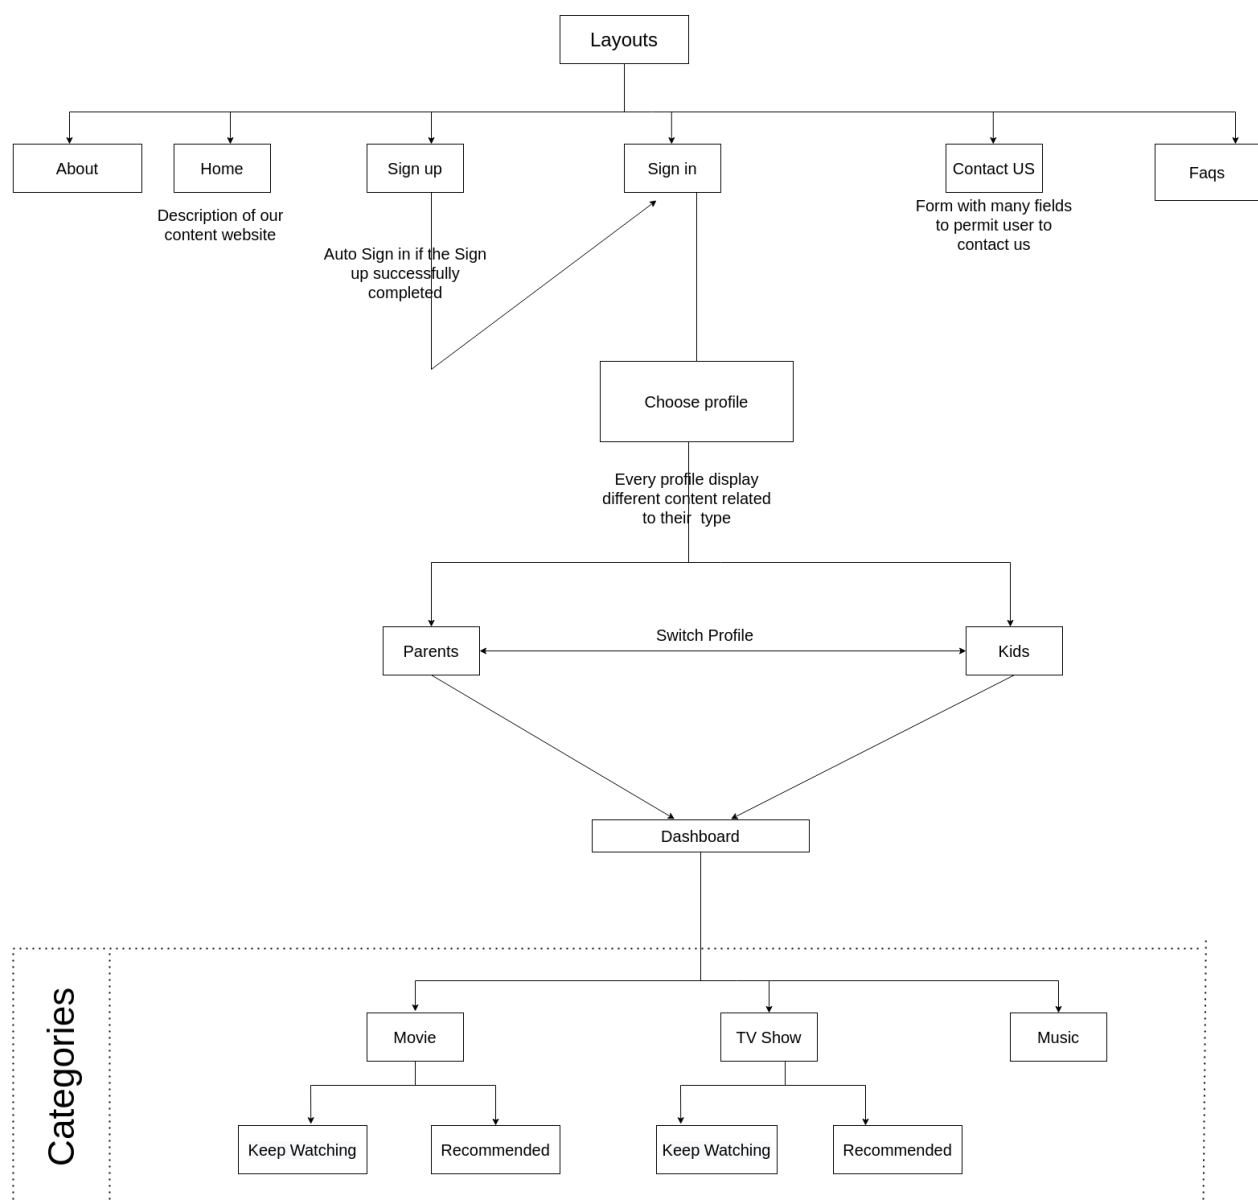 Layouts
About
Home
Sign up
Sign in
Contact US
Faqs
Description of our
content website
Auto Sign in if the Sign
up successfully
completed
Form with many fields
to permit user to
contact us
Choose profile
Every profile display
different content related
to their type
Parents
Switch Profile
Kids
Dashboard
Categories
Movie
TV Show
Music
Keep Watching
Recommended
Keep Watching
Recommended